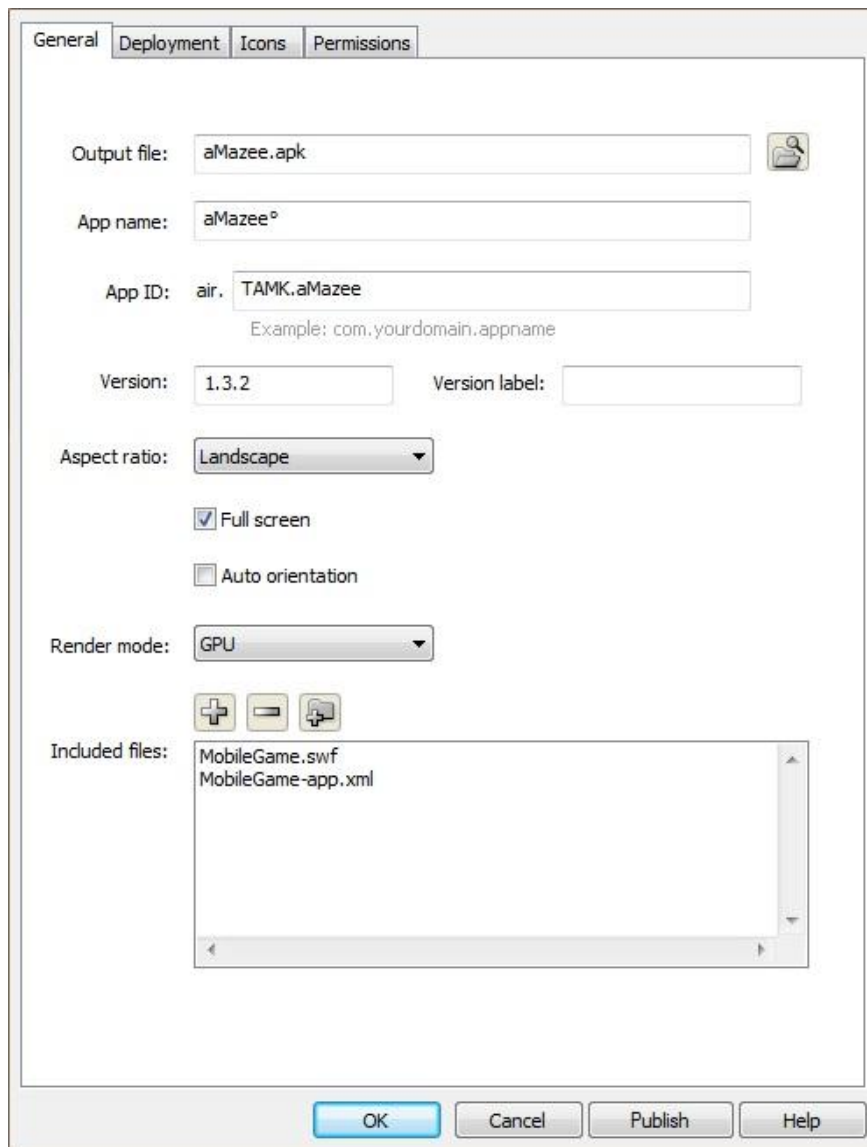 General Deployment Icons Permissions
Output file: aMazee.apk
App name: aMazee°
App ID: air. TAMK.aMazee
Example: com.yourdomain.appname
Version: 1.3.2 Version label:
Aspect ratio: Landscape
Full screen
Auto orientation
Render mode: GPU
Included files: MobileGame.swf
MobileGame-app.xml
OK Cancel Publish Help